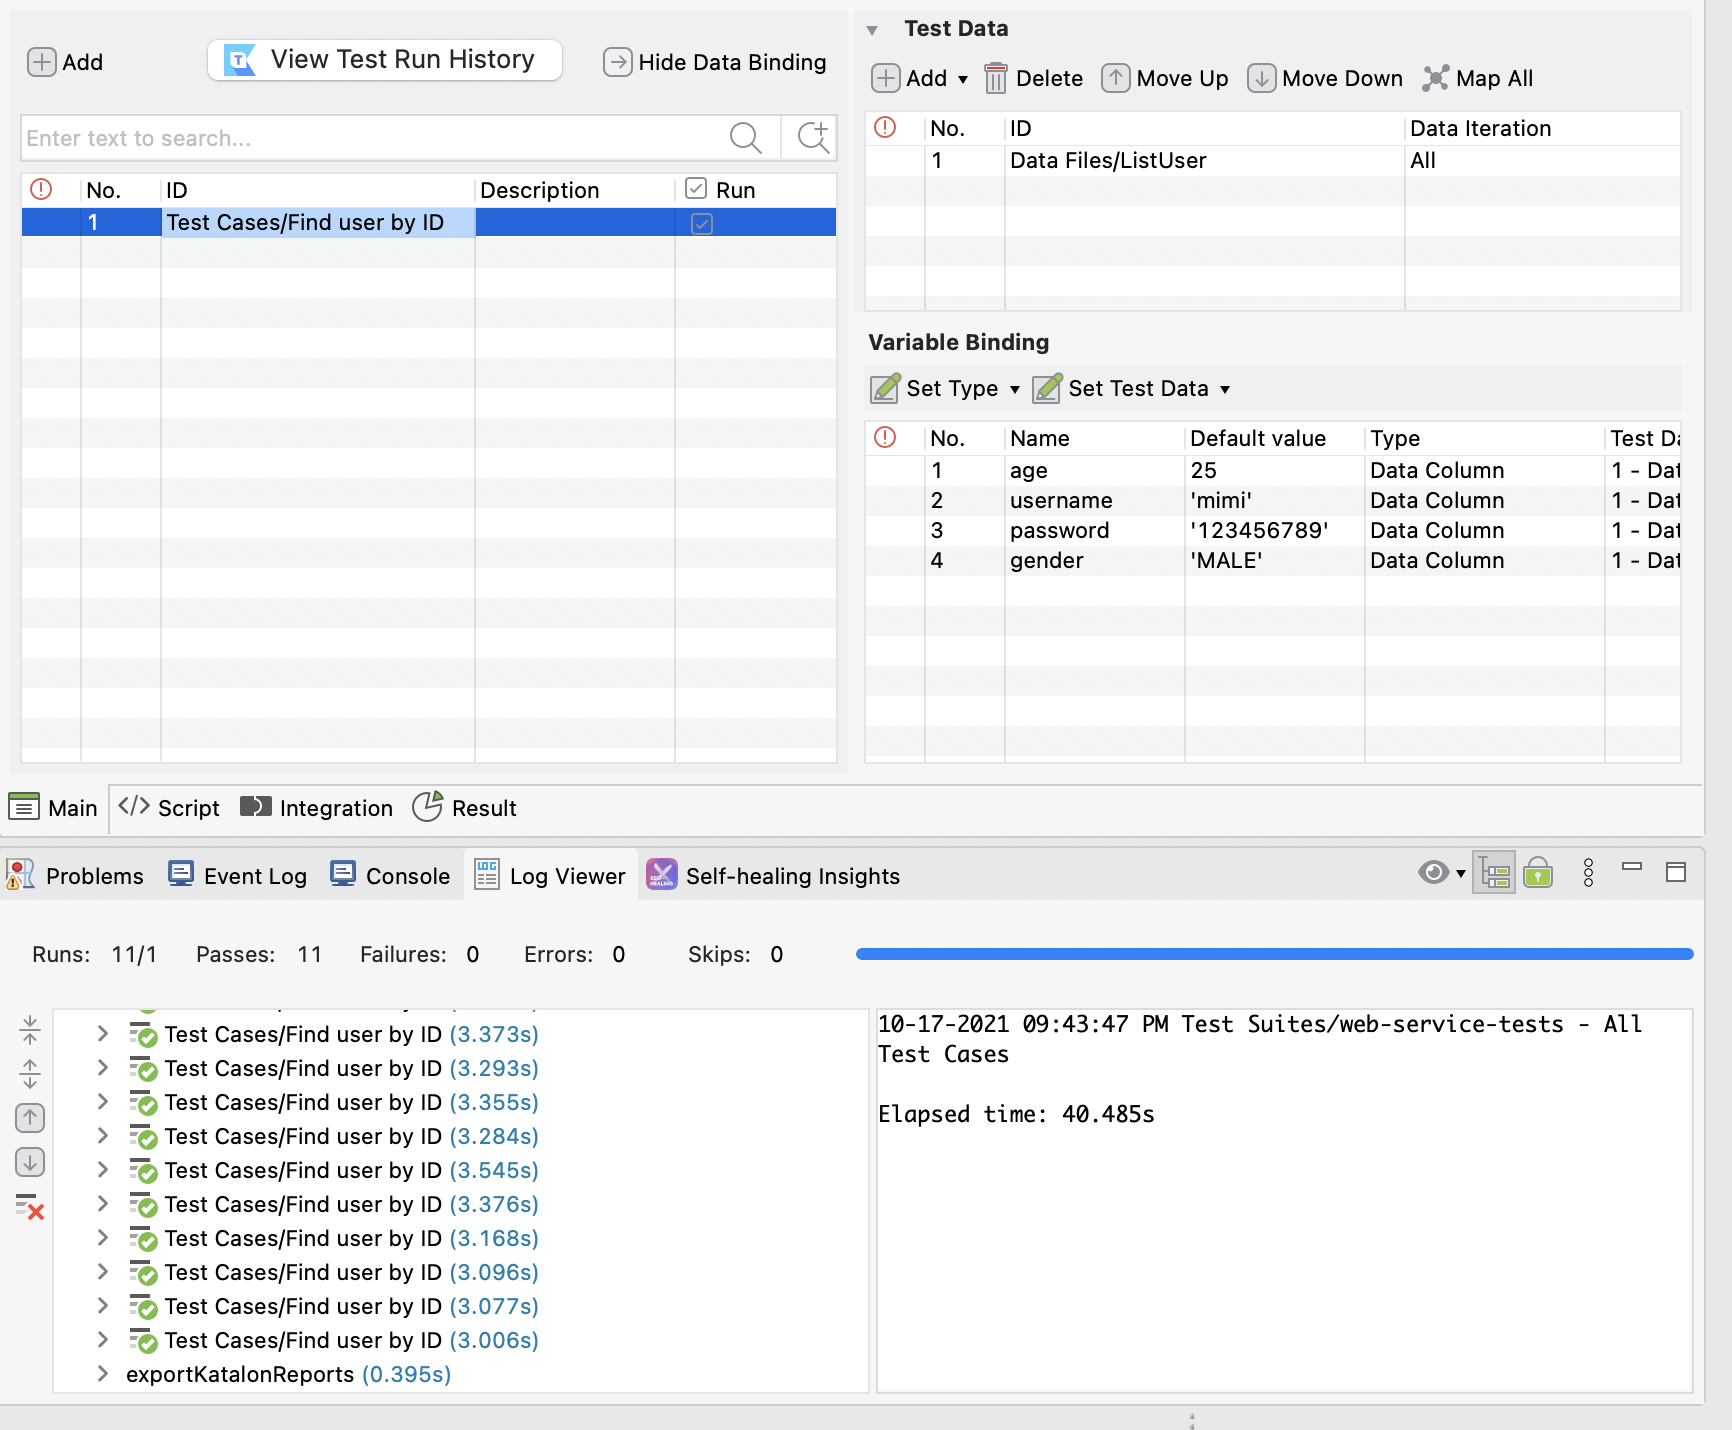 Add
View Test Run History
Hide Data Binding
Enter text to search...
No. ID Description Run
1 Test Cases/Find user by ID
Test Data
Add Delete Move Up Move Down Map All
No. ID Data Iteration
1 Data Files/ListUser All
Variable Binding
Set Type Set Test Data
No. Name Default value Type Test
1 age 25 Data Column 1 -
2 username 'mimi' Data Column 1 -
3 password '123456789' Data Column 1 -
4 gender 'MALE' Data Column 1 -
Main Script Integration Result
Problems Event Log Console Log Viewer Self-healing Insights
Runs: 11/1 Passes: 11 Failures: 0 Errors: 0 Skips: 0
Test Cases/Find user by ID (3.373s)
Test Cases/Find user by ID (3.293s)
Test Cases/Find user by ID (3.355s)
Test Cases/Find user by ID (3.284s)
Test Cases/Find user by ID (3.545s)
Test Cases/Find user by ID (3.376s)
Test Cases/Find user by ID (3.168s)
Test Cases/Find user by ID (3.096s)
Test Cases/Find user by ID (3.077s)
Test Cases/Find user by ID (3.006s)
exportKatalonReports (0.395s)
10-17-2021 09:43:47 PM Test Suites/web-service-tests - All
Test Cases
Elapsed time: 40.485s